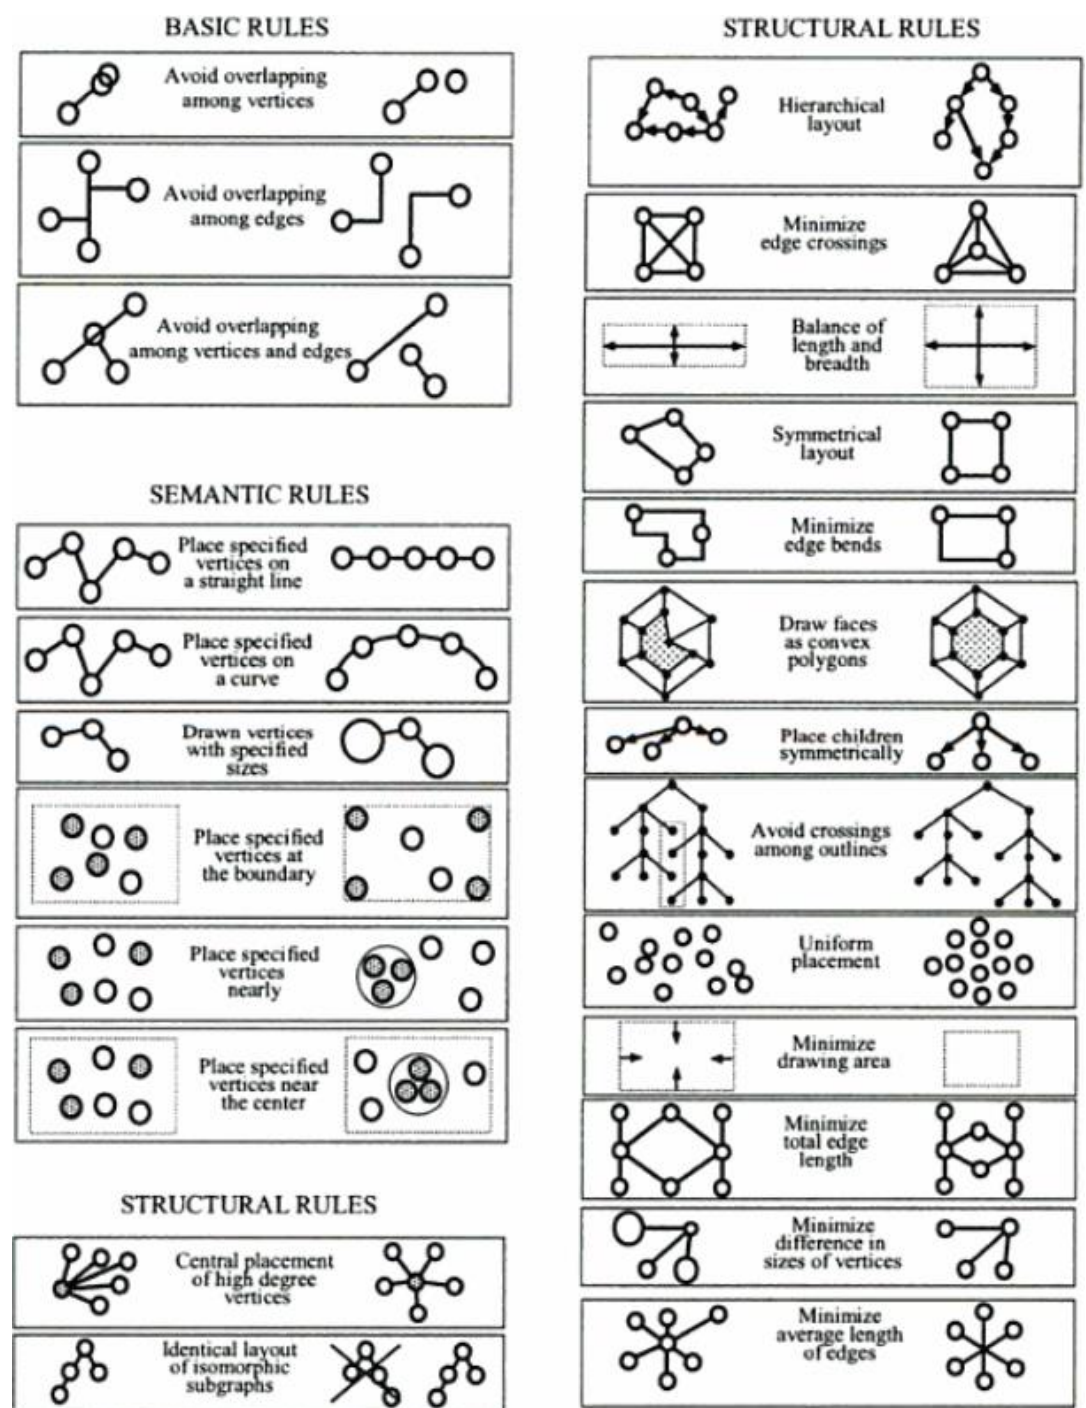 BASIC RULES
Avoid overlapping
among vertices
Avoid overlapping
among edges
Avoid overlapping
among vertices and edges
SEMANTIC RULES
Place specified
vertices on
a straight line
Place specified
vertices on
a curve
Drawn vertices
with specified
sizes
Place specified
vertices at
the boundary
Place specified
vertices
nearly
Place specified
vertices near
the center
STRUCTURAL RULES
Central placement
of high degree
vertices
Identical layout
of isomorphic
subgraphs
STRUCTURAL RULES
Hierarchical
layout
Minimize
edge crossings
Balance of
length and
breadth
Symmetrical
layout
Minimize
edge bends
Draw faces
as convex
polygons
Place children
symmetrically
Avoid crossings
among outlines
Uniform
placement
Minimize
drawing area
Minimize
total edge
length
Minimize
difference in
sizes of vertices
Minimize
average length
of edges